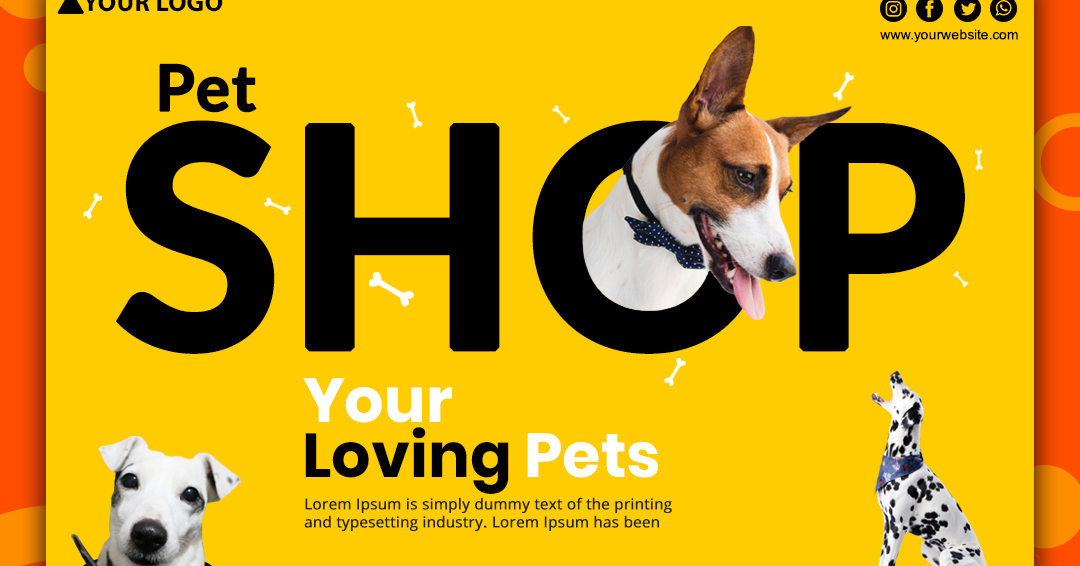 YOUR LOGO
www.yourwebsite.com
Pet
SHOP
Your
Loving Pets
Lorem Ipsum is simply dummy text of the printing
and typesetting industry. Lorem Ipsum has been